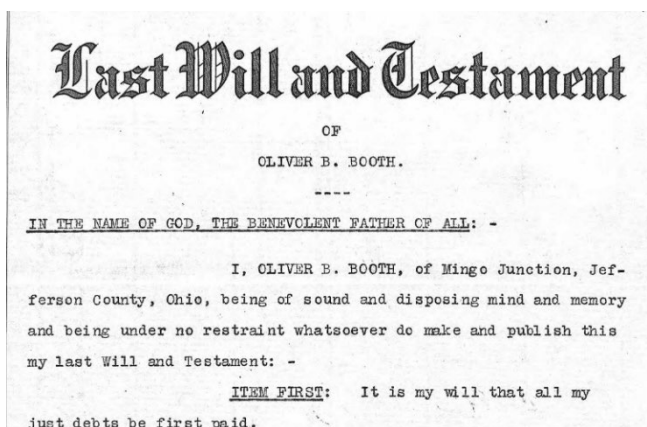 Last Will and Testament
OF
OLIVER B. BOOTH.
----
IN THE NAME OF GOD, THE BENEVOLENT FATHER OF ALL: -
I, OLIVER B. BOOTH, of Mingo Junction, Jef-
ferson County, Ohio, being of sound and disposing mind and memory
and being under no restraint whatsoever do make and publish this
my last Will and Testament: -
ITEM FIRST: It is my will that all my
just debts be first paid.